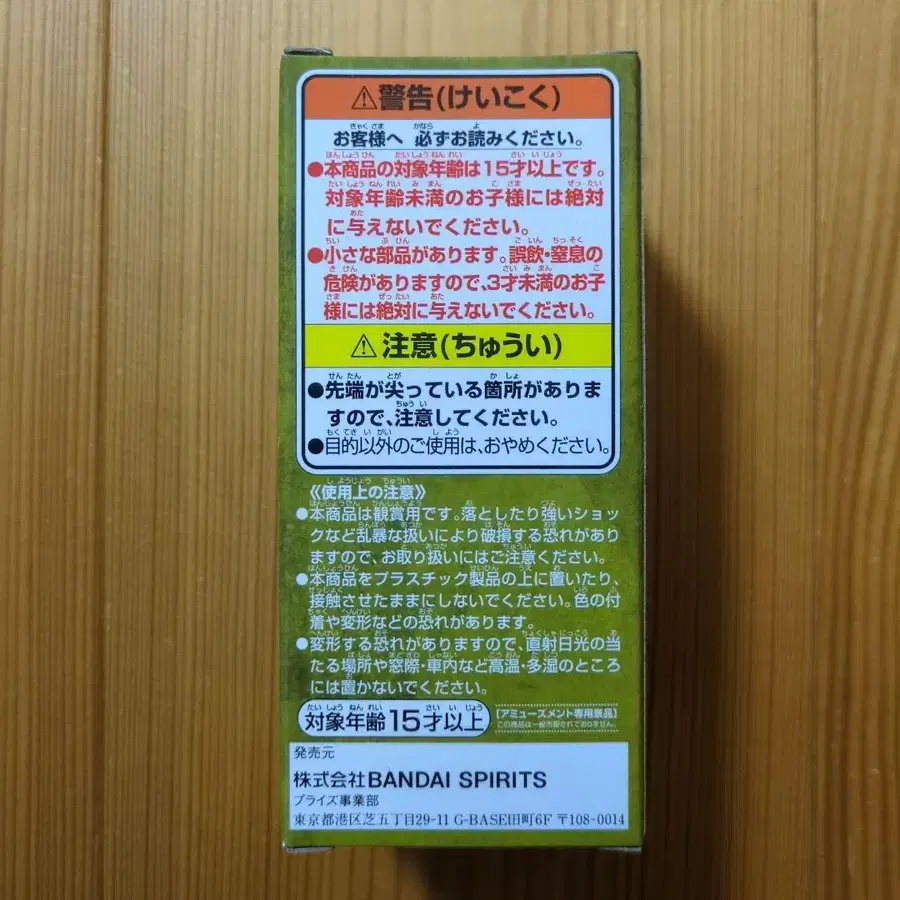 ⚠警告(けいこく)
お客様へ 必ずお読みください。
●本商品の対象年齢は15才以上です。
対象年齢未満のお子様には絶対
に与えないでください。
●小さな部品があります。誤飲・窒息の
危険がありますので、3才未満のお子
様には絶対に与えないでください。
⚠注意(ちゅうい)
●先端が尖っている箇所がありま
すので、注意してください。
●目的以外のご使用は、おやめください。
《使用上の注意》
●本商品は観賞用です。落としたり強いショッ
クなど乱暴な扱いにより破損する恐れがあり
ますので、お取り扱いにはご注意ください。
●本商品をプラスチック製品の上に置いたり、
接触させたままにしないでください。色の付
着や変形などの恐れがあります。
●変形する恐れがありますので、直射日光の当
たる場所や窓際・車内など高温・多湿のところ
には置かないでください。
対象年齢15才以上
[アミューズメント専用景品]
この商品は一般市販されておりません。
発売元
株式会社BANDAI SPIRITS
プライズ事業部
東京都港区芝五丁目29-11 G-BASE田町6F 〒108-0014